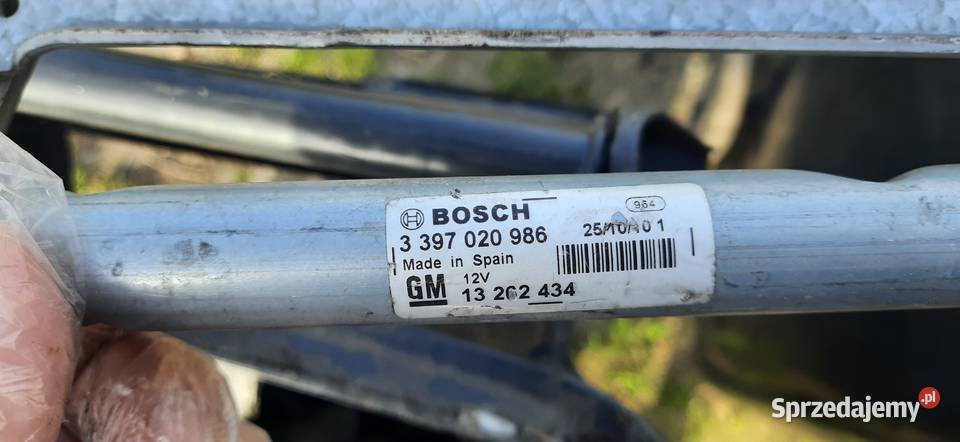 BOSCH
964
3 397 020 986
25/10/10 1
Made in Spain
12V
GM
13 262 434
Sprzedajemy.pl